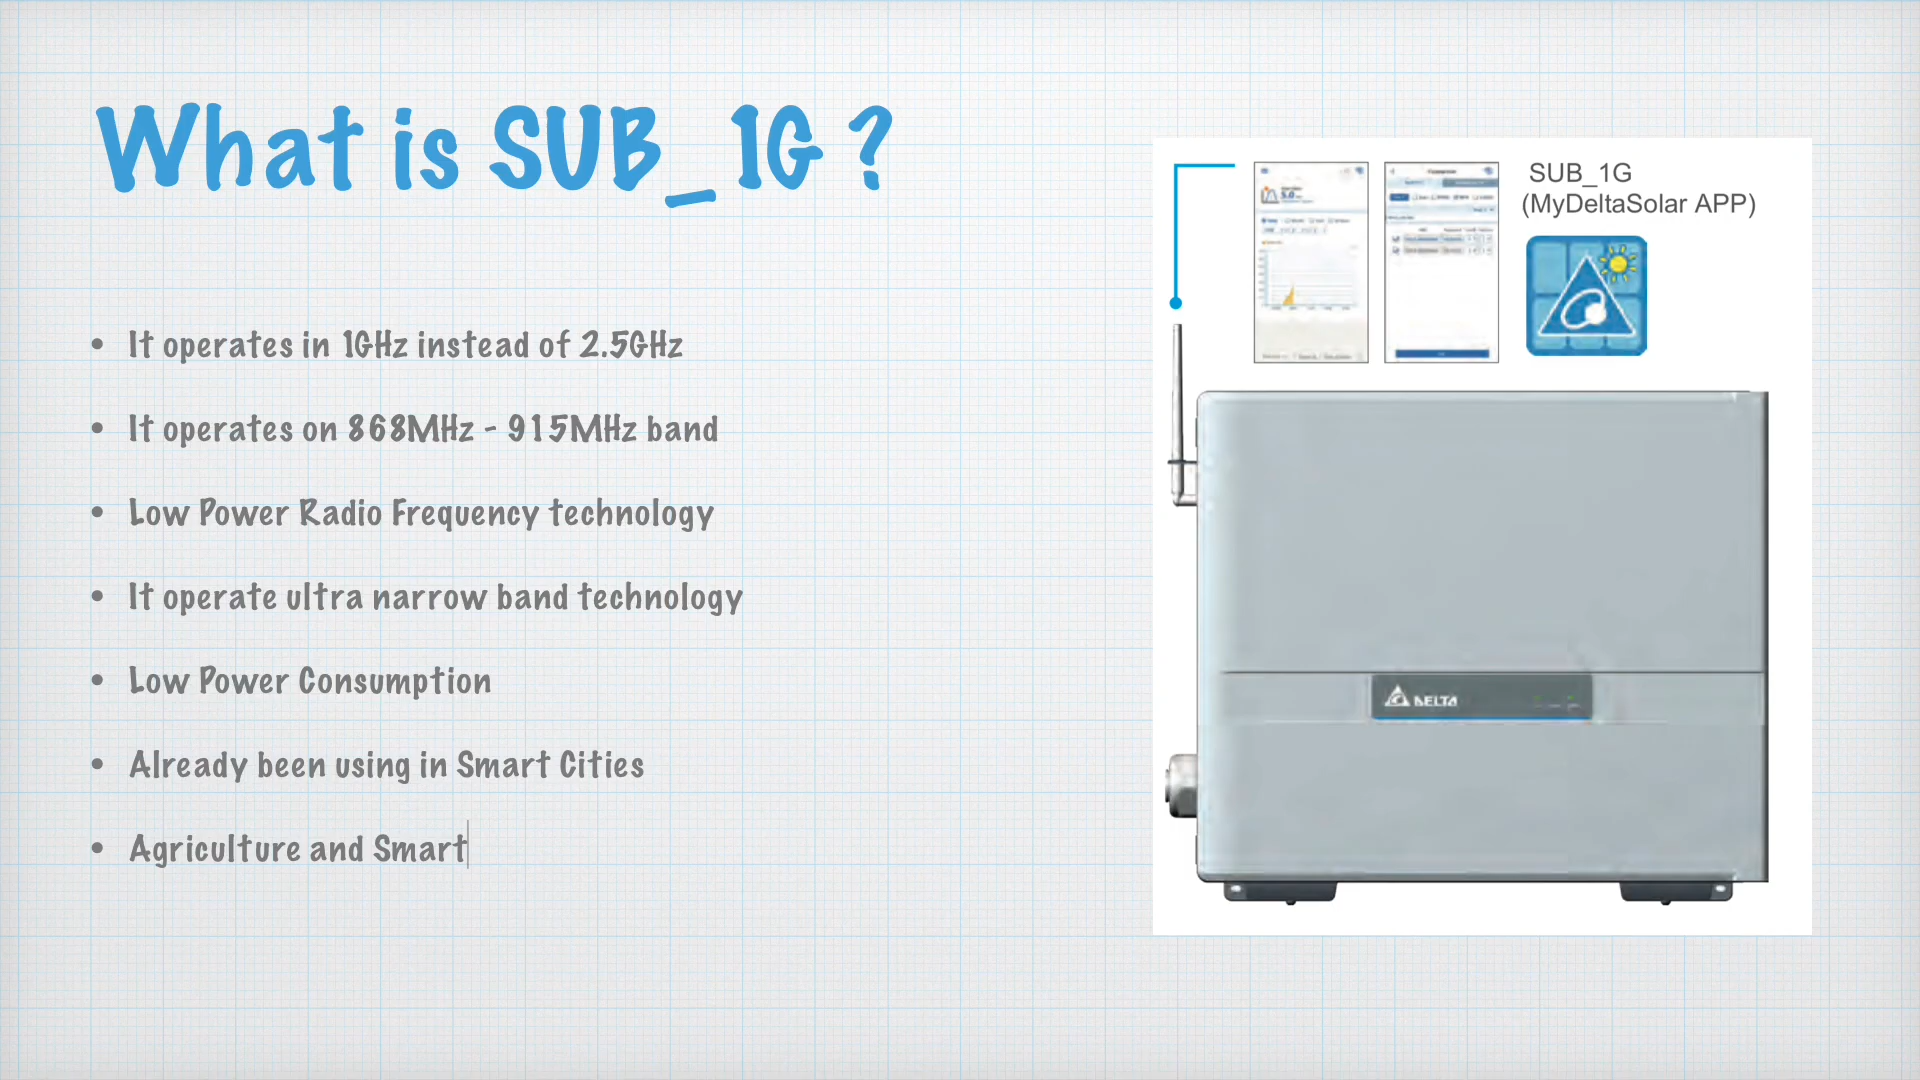 What is SUB_1G ?
• It operates in 1GHz instead of 2.5GHz
• It operates on 868MHz - 915MHz band
• Low Power Radio Frequency technology
• It operate ultra narrow band technology
• Low Power Consumption
• Already been using in Smart Cities
• Agriculture and Smart
SUB_1G
(MyDeltaSolar APP)
5.0
DELTA